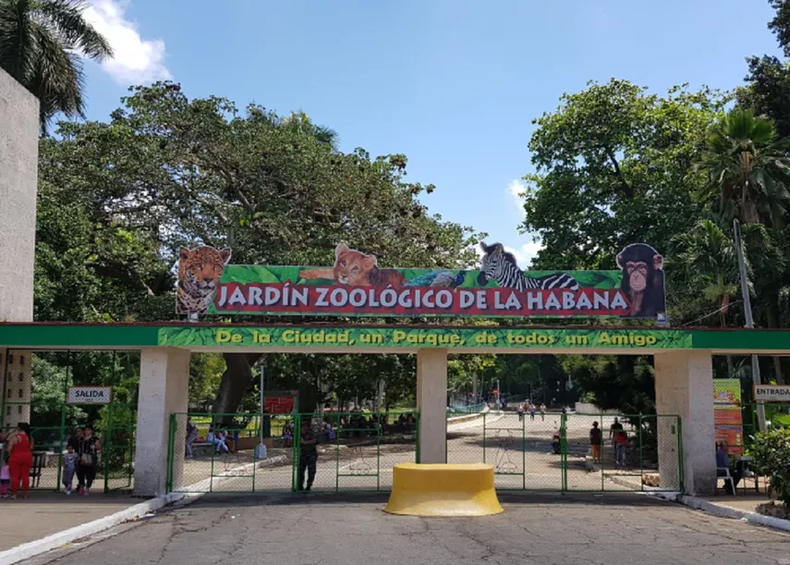 JARDÍN ZOOLÓGICO DE LA HABANA
De la Ciudad, un Parque, de todos un Amigo
SALIDA
ENTRADA